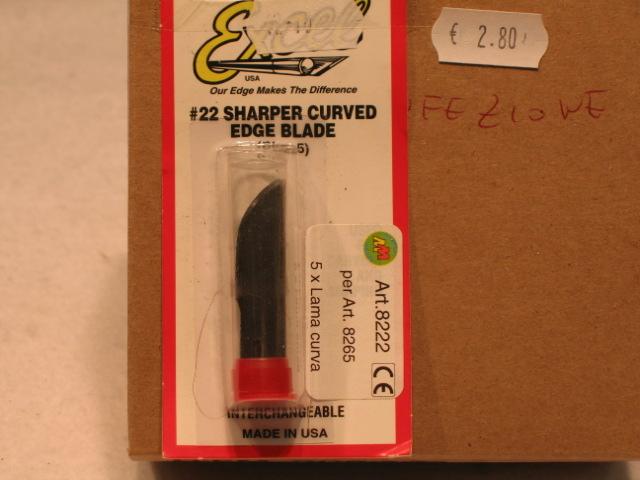 Excel
USA
Our Edge Makes The Difference
#22 SHARPER CURVED
EDGE BLADE
€ 2.80
FEZIONE
Art.8222
per Art. 8265
5 x Lama curva
CE
INTERCHANGEABLE
MADE IN USA